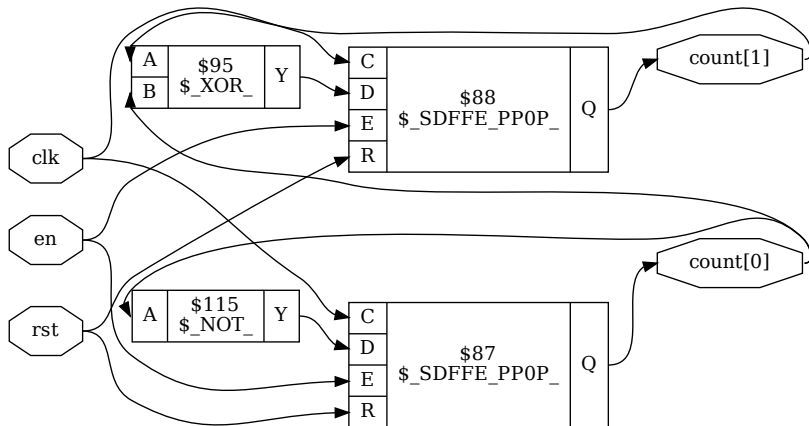 A
B
$95
$_XOR_
Y
C
D
E
R
$88
$_SDFFE_PP0P_
Q
count[1]
clk
en
rst
A
$115
$_NOT_
Y
C
D
E
R
$87
$_SDFFE_PP0P_
Q
count[0]